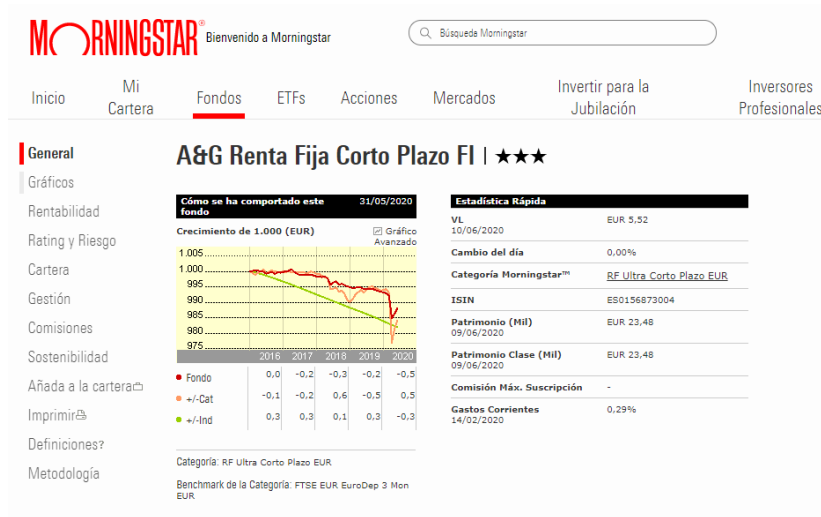 MORNINGSTAR® Bienvenido a Morningstar
Búsqueda Morningstar
Inicio
Mi
Cartera
Fondos
ETFs
Acciones
Mercados
Invertir para la
Jubilación
Inversores
Profesionales
General
Gráficos
Rentabilidad
Rating y Riesgo
Cartera
Gestión
Comisiones
Sostenibilidad
Añada a la cartera
Imprimir
Definiciones?
Metodología
A&G Renta Fija Corto Plazo FI | ★★★
Cómo se ha comportado este
fondo
31/05/2020
Crecimiento de 1.000 (EUR)
Gráfico
Avanzado
1.005
1.000
995
990
985
980
975
2016 2017 2018 2019 2020
Fondo 0,0 -0,2 -0,3 -0,2 -0,5
+/-Cat -0,1 -0,2 0,6 -0,5 0,5
+/-Ind 0,3 0,3 0,1 0,3 -0,3
Categoría: RF Ultra Corto Plazo EUR
Benchmark de la Categoría: FTSE EUR EuroDep 3 Mon
EUR
Estadística Rápida
VL EUR 5,52
10/06/2020
Cambio del día 0,00%
Categoría Morningstar™ RF Ultra Corto Plazo EUR
ISIN ES0156873004
Patrimonio (Mil) EUR 23,48
09/06/2020
Patrimonio Clase (Mil) EUR 23,48
09/06/2020
Comisión Máx. Suscripción -
Gastos Corrientes 0,29%
14/02/2020